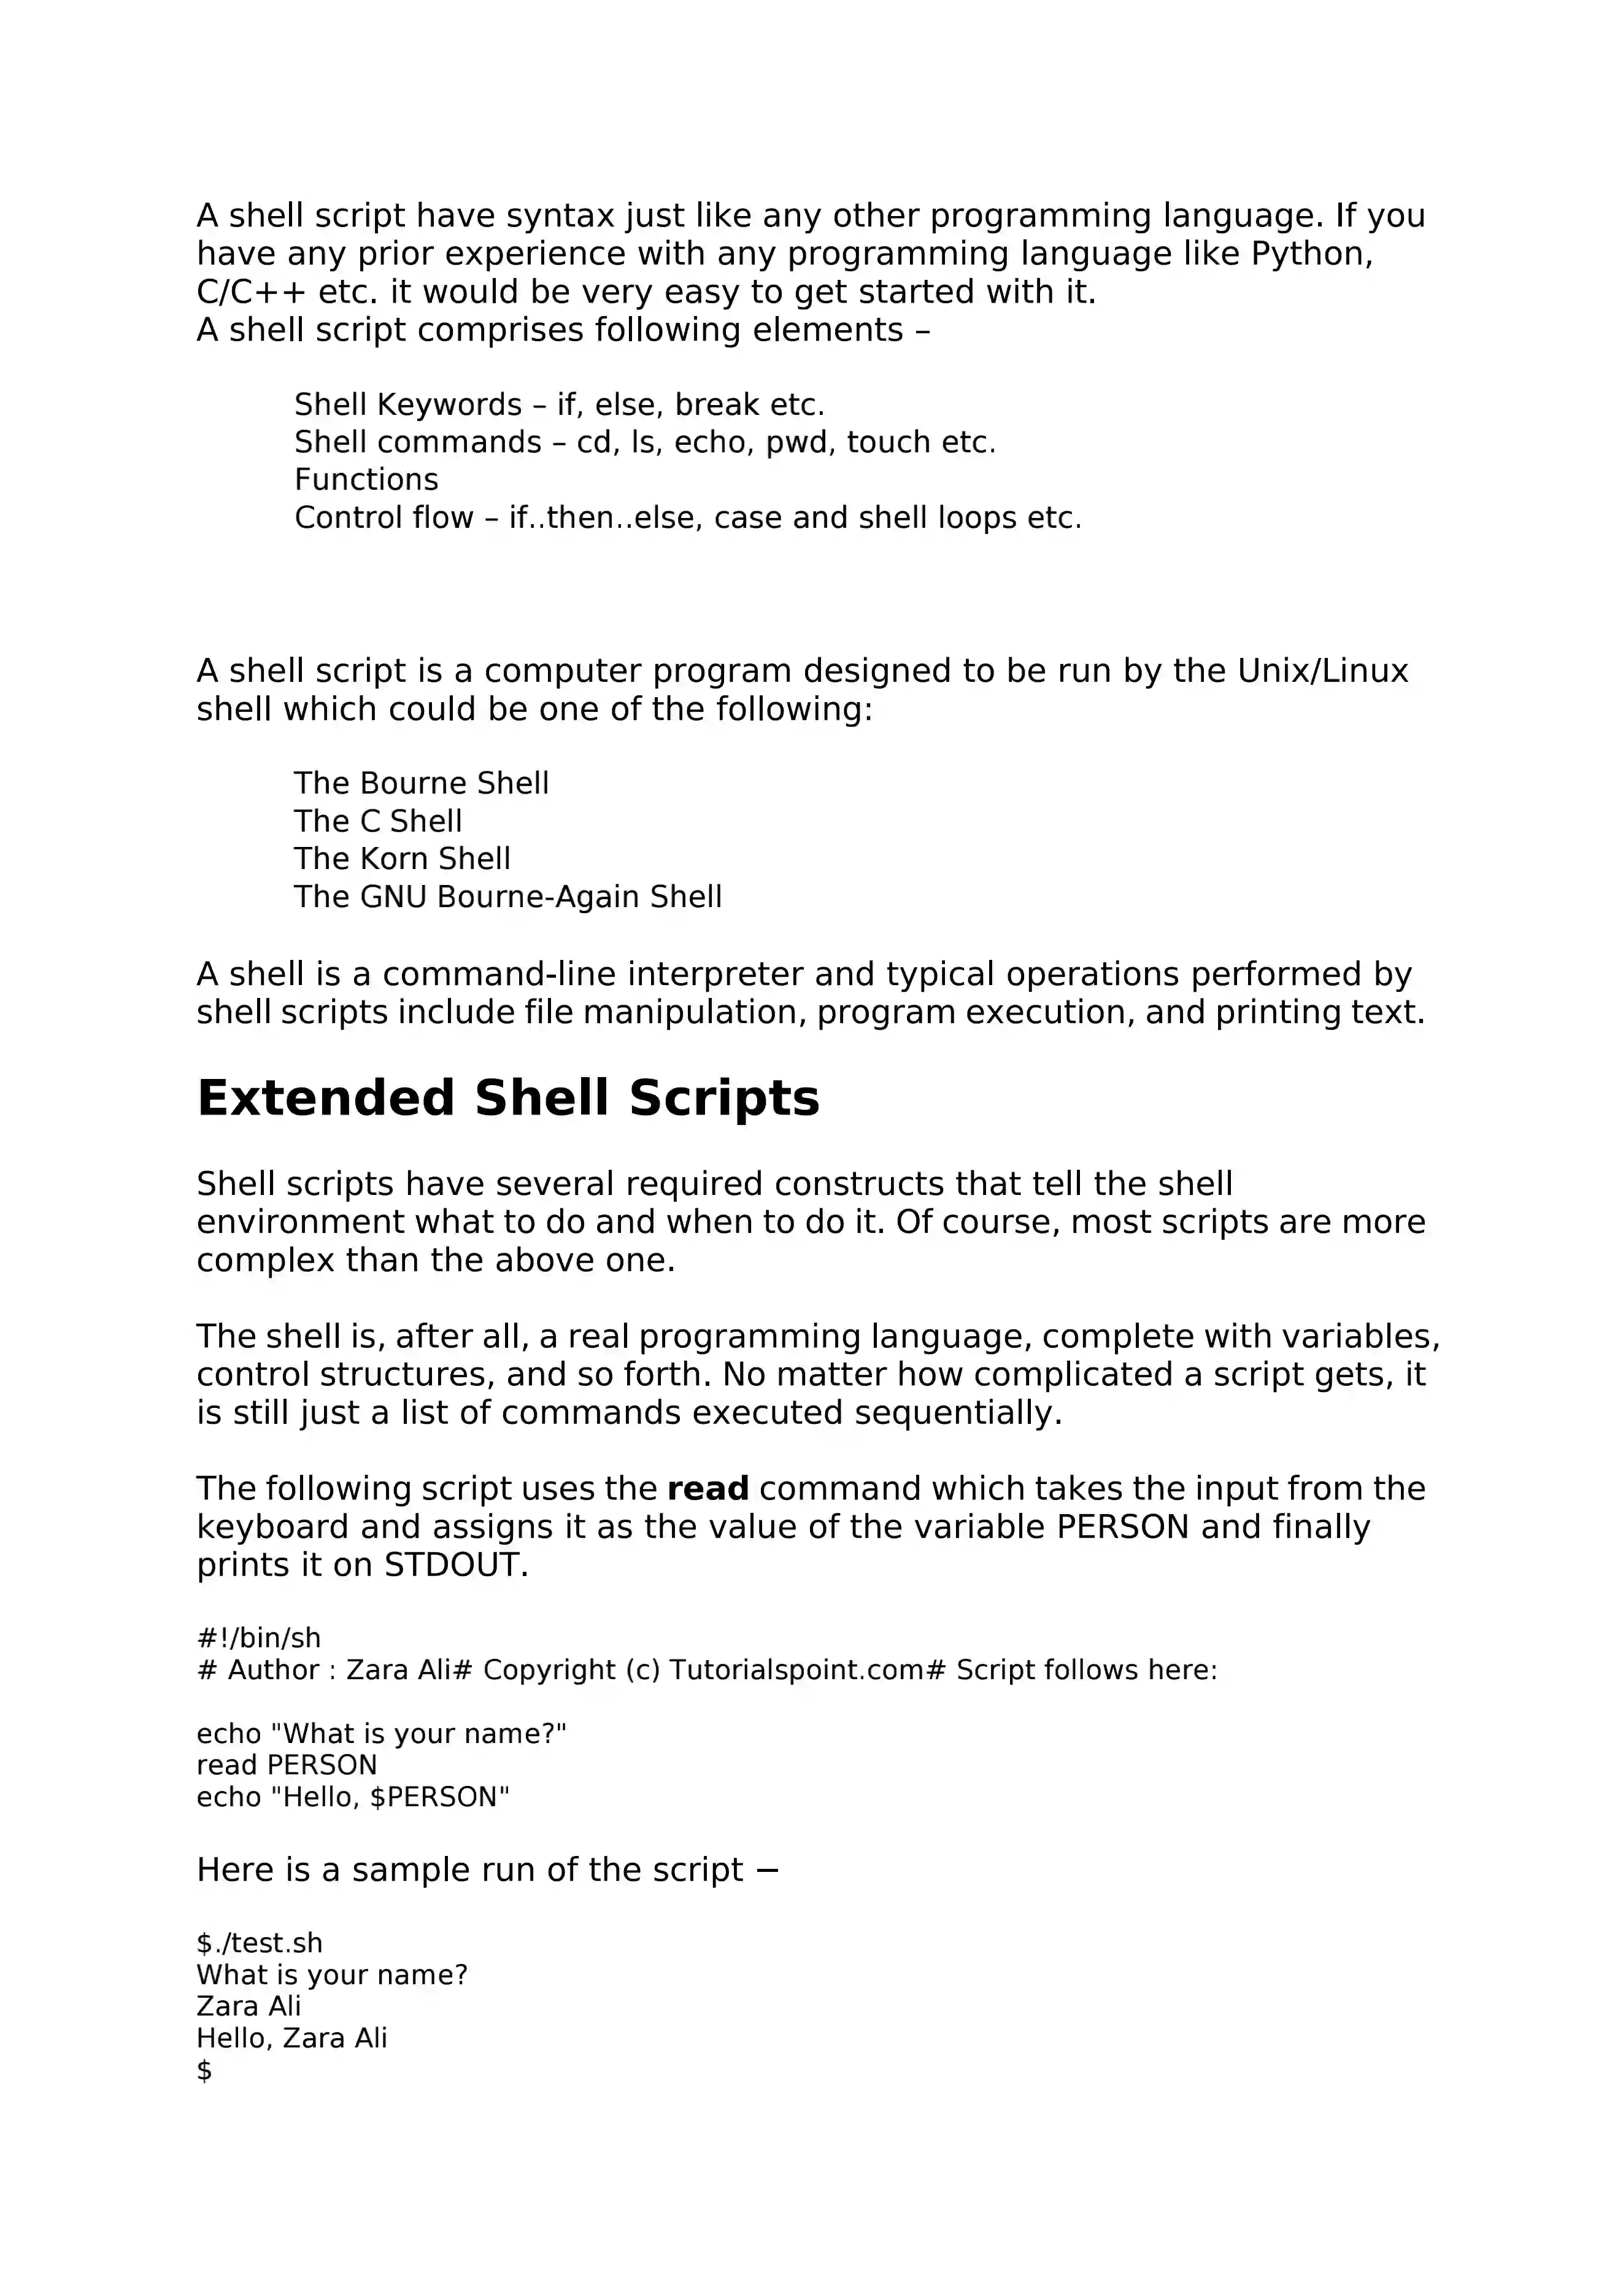 A shell script have syntax just like any other programming language. If you
have any prior experience with any programming language like Python,
C/C++ etc. it would be very easy to get started with it.
A shell script comprises following elements –
Shell Keywords – if, else, break etc.
Shell commands – cd, ls, echo, pwd, touch etc.
Functions
Control flow – if..then..else, case and shell loops etc.
A shell script is a computer program designed to be run by the Unix/Linux
shell which could be one of the following:
The Bourne Shell
The C Shell
The Korn Shell
The GNU Bourne-Again Shell
A shell is a command-line interpreter and typical operations performed by
shell scripts include file manipulation, program execution, and printing text.
Extended Shell Scripts
Shell scripts have several required constructs that tell the shell
environment what to do and when to do it. Of course, most scripts are more
complex than the above one.
The shell is, after all, a real programming language, complete with variables,
control structures, and so forth. No matter how complicated a script gets, it
is still just a list of commands executed sequentially.
The following script uses the read command which takes the input from the
keyboard and assigns it as the value of the variable PERSON and finally
prints it on STDOUT.
#!/bin/sh
# Author : Zara Ali# Copyright (c) Tutorialspoint.com# Script follows here:
echo "What is your name?"
read PERSON
echo "Hello, $PERSON"
Here is a sample run of the script −
$./test.sh
What is your name?
Zara Ali
Hello, Zara Ali
$